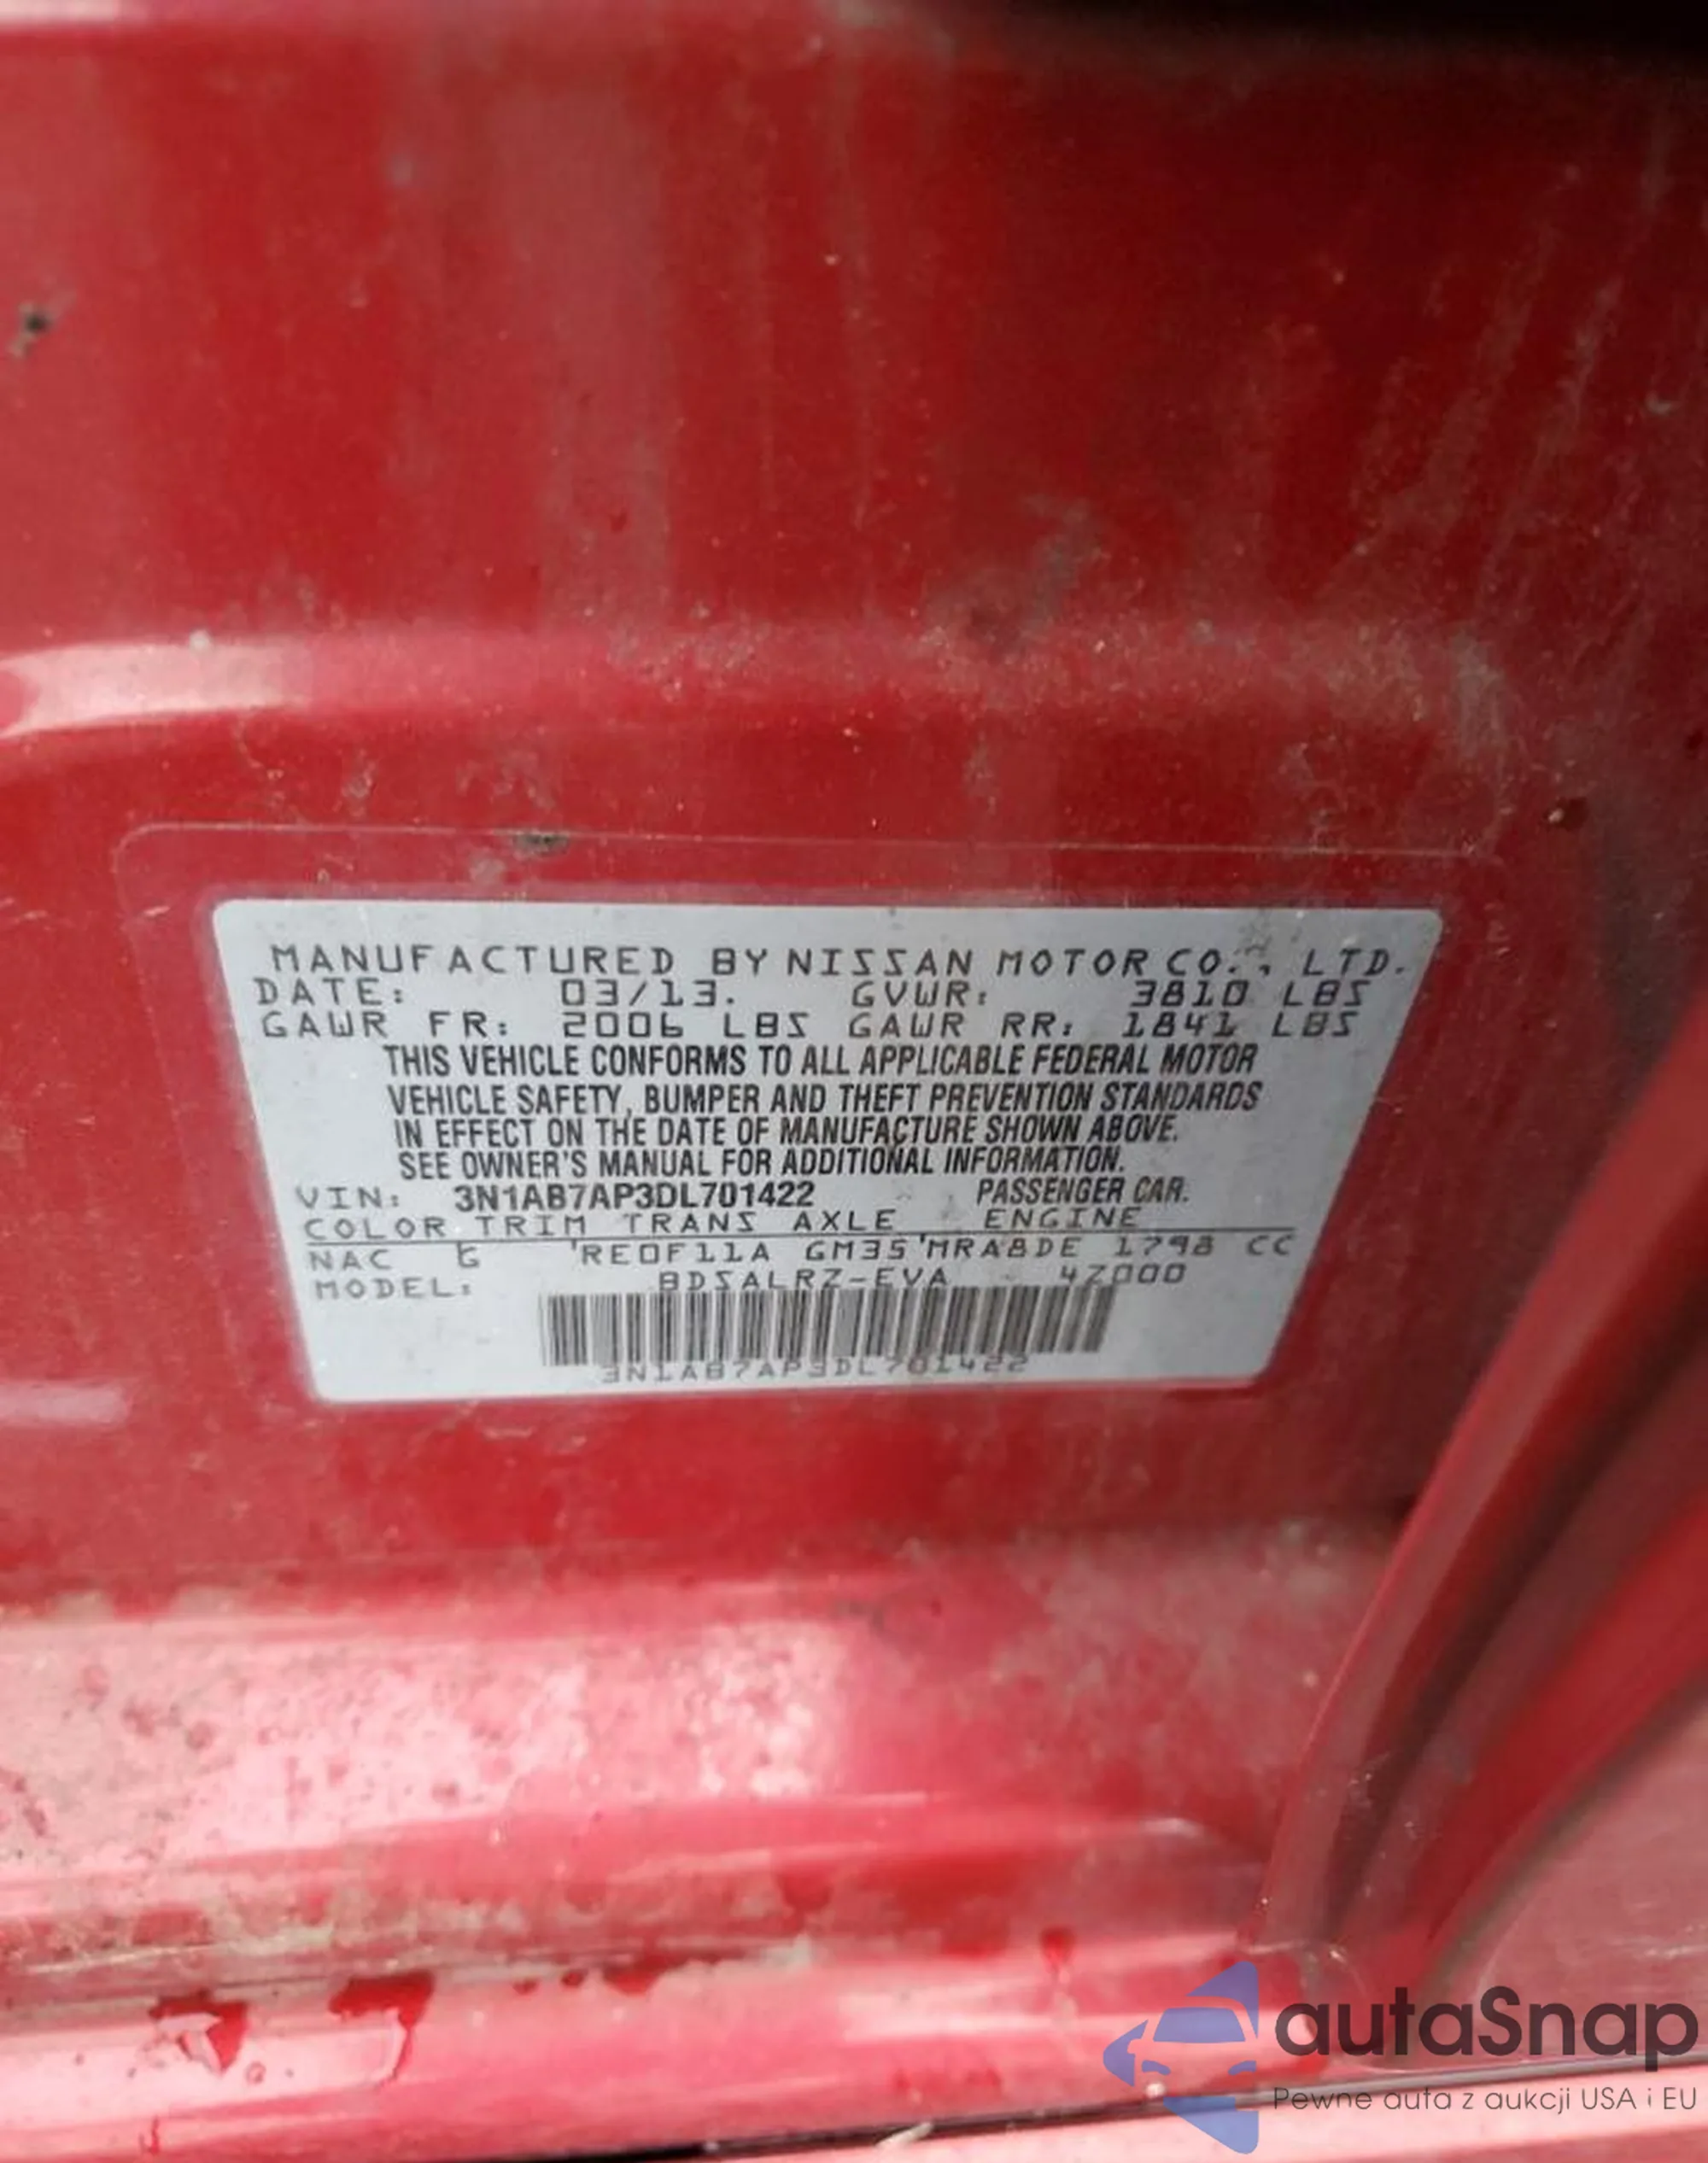 MANUFACTURED BY NISSAN MOTOR CO., LTD.
DATE: 03/13. GVWR: 3810 LBS
GAWR FR: 2006 LBS GAWR RR: 1841 LBS
THIS VEHICLE CONFORMS TO ALL APPLICABLE FEDERAL MOTOR
VEHICLE SAFETY, BUMPER AND THEFT PREVENTION STANDARDS
IN EFFECT ON THE DATE OF MANUFACTURE SHOWN ABOVE.
SEE OWNER'S MANUAL FOR ADDITIONAL INFORMATION.
VIN: 3N1AB7AP3DL701422 PASSENGER CAR.
COLOR TRIM TRANS AXLE ENGINE
NAC G RE0F11A GM35 MRA8DE 1798 CC
MODEL: BDSALRZ-EVA 4Z000
3N1AB7AP3DL701422
autaSnap
Pewne auta z aukcji USA i EU